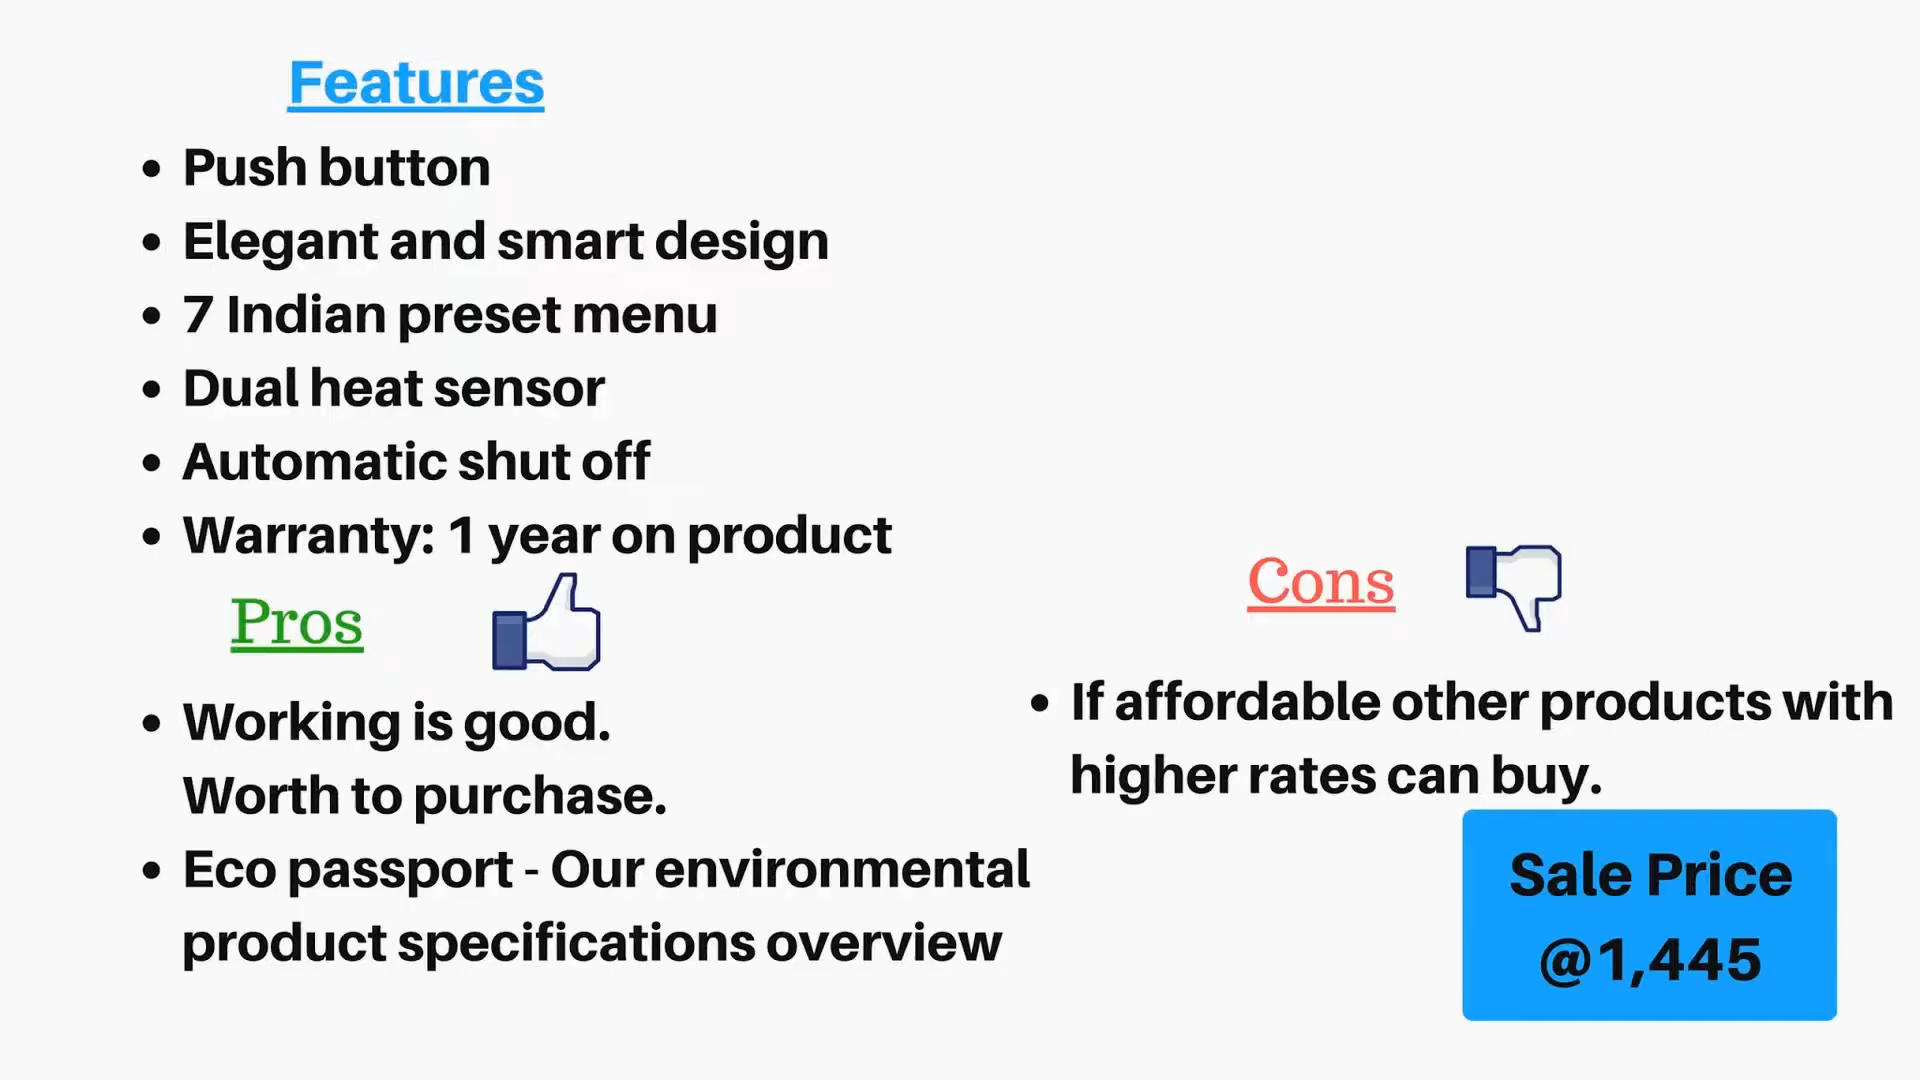 Features
• Push button
• Elegant and smart design
• 7 Indian preset menu
• Dual heat sensor
• Automatic shut off
• Warranty: 1 year on product
Pros
• Working is good.
Worth to purchase.
• Eco passport - Our environmental
product specifications overview
Cons
• If affordable other products with
higher rates can buy.
Sale Price
@1,445